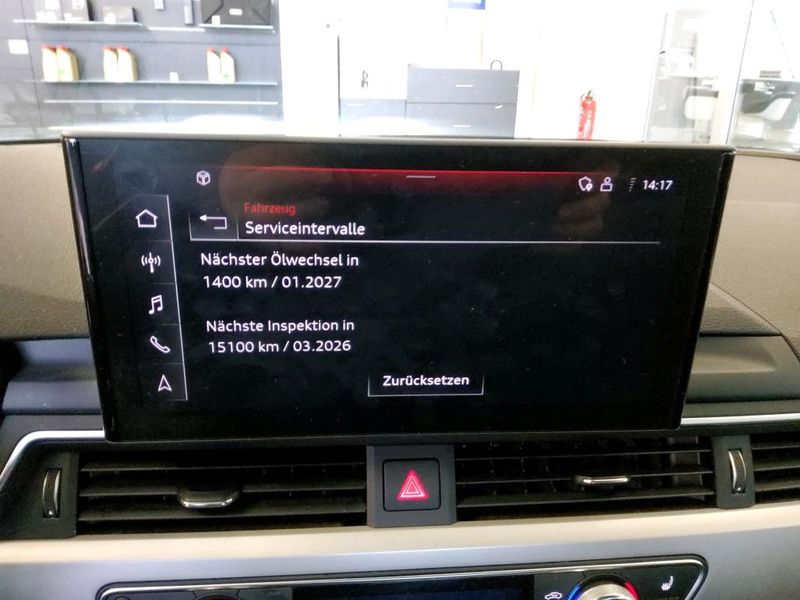 14:17
Fahrzeug
Serviceintervalle
Nächster Ölwechsel in
1400 km / 01.2027
Nächste Inspektion in
15100 km / 03.2026
Zurücksetzen